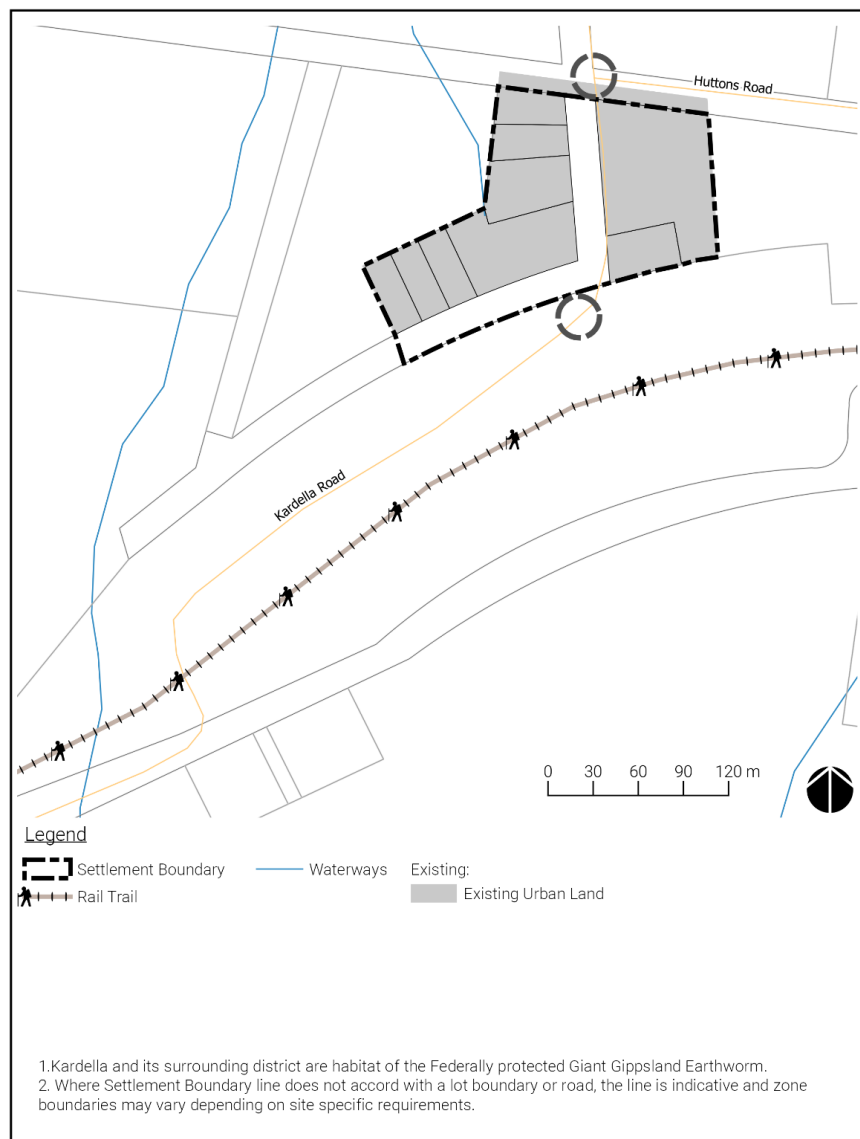 Huttons Road
Kardella Road
0 30 60 90 120 m
Legend
Settlement Boundary Waterways Existing:
Rail Trail Existing Urban Land
1.Kardella and its surrounding district are habitat of the Federally protected Giant Gippsland Earthworm.
2. Where Settlement Boundary line does not accord with a lot boundary or road, the line is indicative and zone
boundaries may vary depending on site specific requirements.